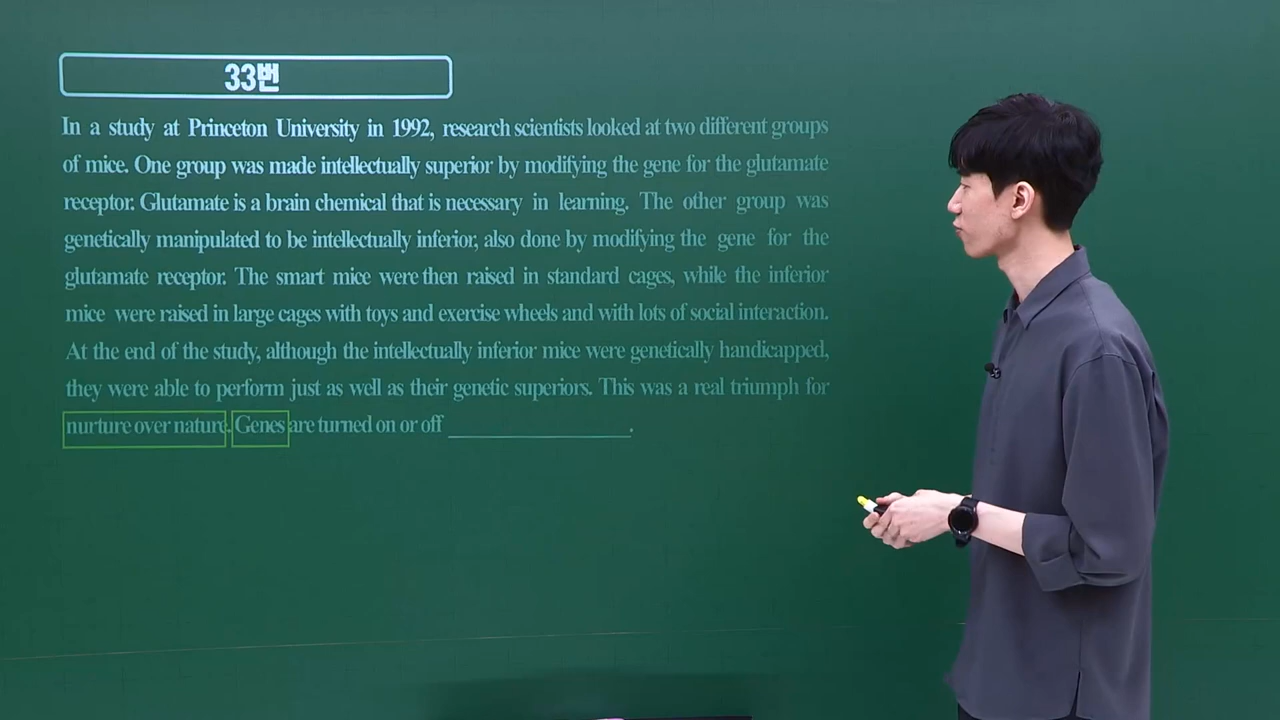 33번
In a study at Princeton University in 1992, research scientists looked at two different groups
of mice. One group was made intellectually superior by modifying the gene for the glutamate
receptor. Glutamate is a brain chemical that is necessary in learning. The other group was
genetically manipulated to be intellectually inferior, also done by modifying the gene for the
glutamate receptor. The smart mice were then raised in standard cages, while the inferior
mice were raised in large cages with toys and exercise wheels and with lots of social interaction.
At the end of the study, although the intellectually inferior mice were genetically handicapped,
they were able to perform just as well as their genetic superiors. This was a real triumph for
nurture over nature. Genes are turned on or off ________________.